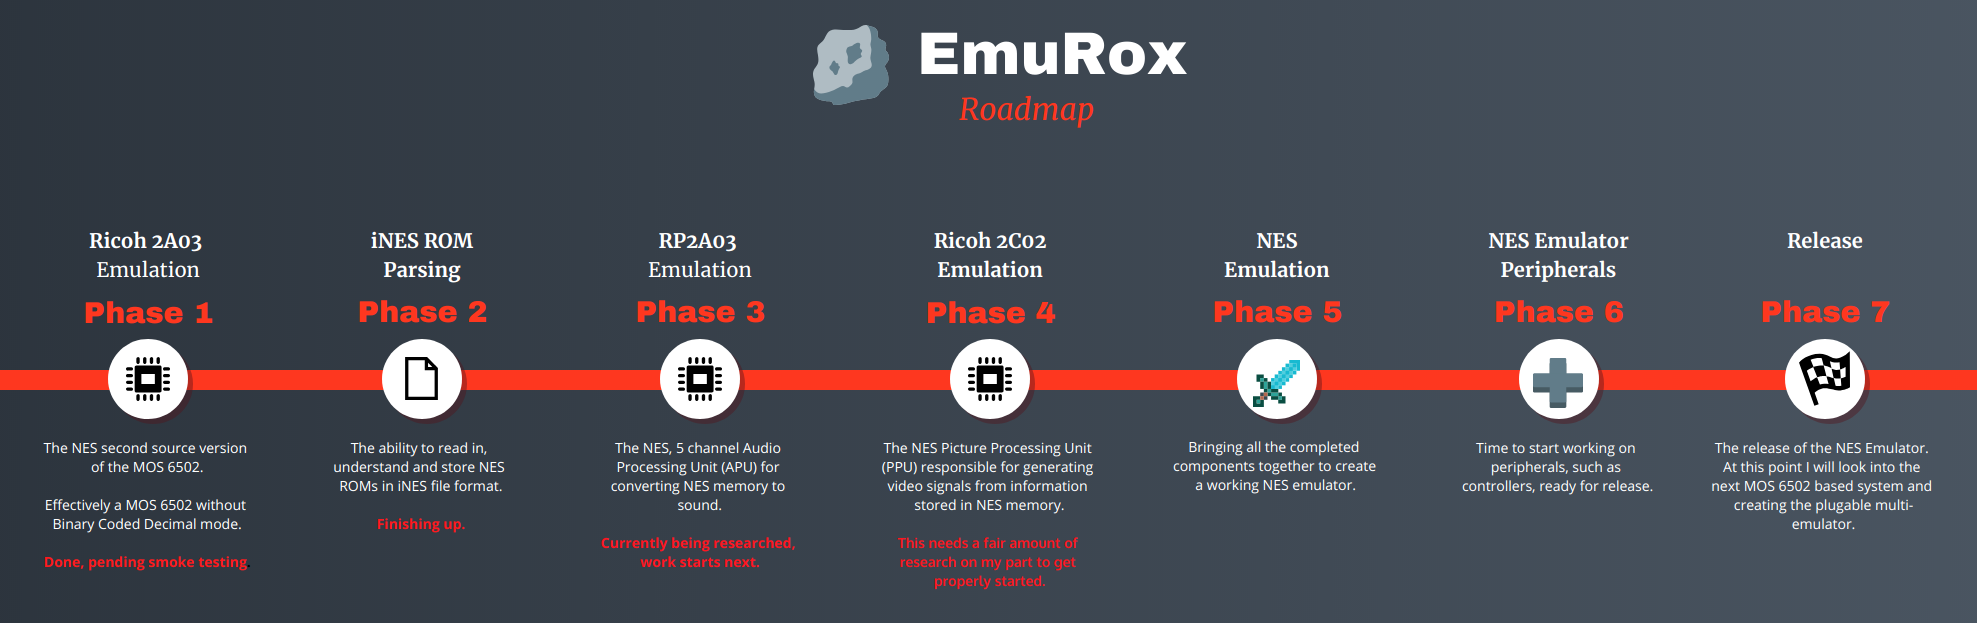 EmuRox
Roadmap
Ricoh 2A03
Emulation
Phase 1
The NES second source version
of the MOS 6502.
Effectively a MOS 6502 without
Binary Coded Decimal mode.
Done, pending smoke testing.
iNES ROM
Parsing
Phase 2
The ability to read in,
understand and store NES
ROMs in iNES file format.
Finishing up.
RP2A03
Emulation
Phase 3
The NES, 5 channel Audio
Processing Unit (APU) for
converting NES memory to
sound.
Currently being researched,
work starts next.
Ricoh 2C02
Emulation
Phase 4
The NES Picture Processing Unit
(PPU) responsible for generating
video signals from information
stored in NES memory.
This needs a fair amount of
research on my part to get
properly started.
NES
Emulation
Phase 5
Bringing all the completed
components together to create
a working NES emulator.
NES Emulator
Peripherals
Phase 6
Time to start working on
peripherals, such as
controllers, ready for release.
Release
Phase 7
The release of the NES Emulator.
At this point I will look into the
next MOS 6502 based system and
creating the plugable multi-
emulator.